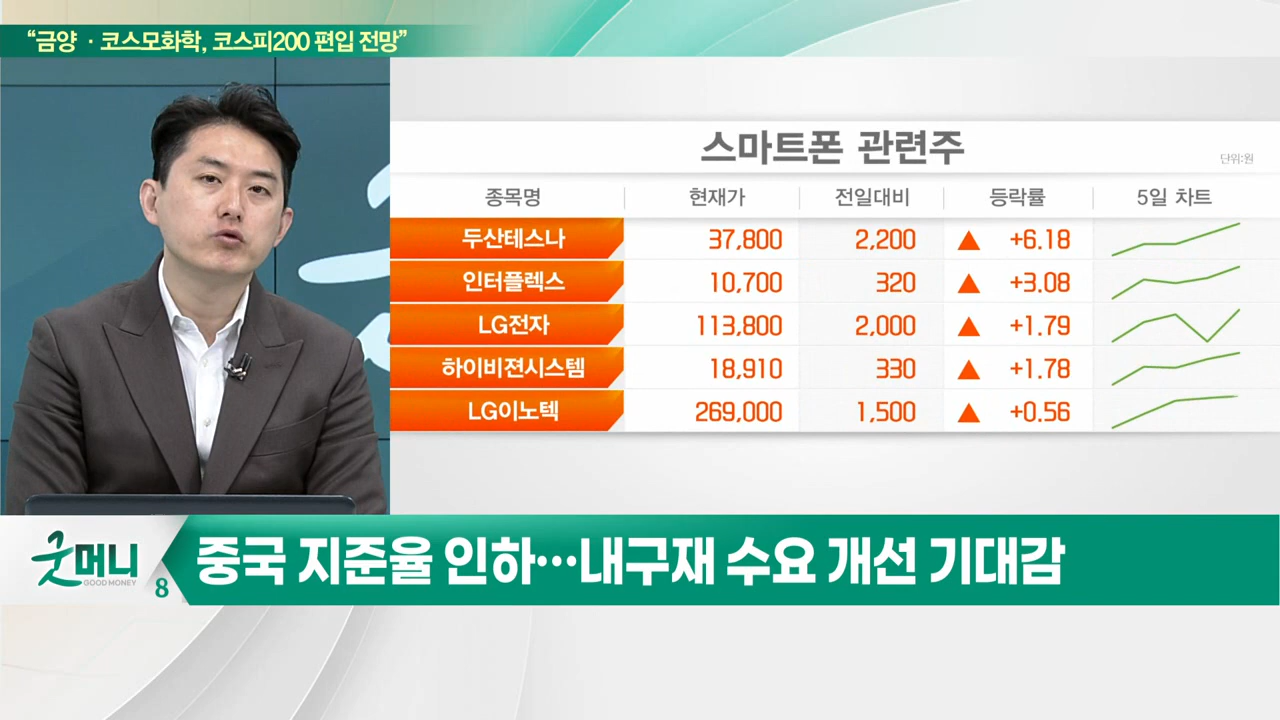 “금양 · 코스모화학, 코스피200 편입 전망”
스마트폰 관련주
단위:원
종목명 현재가 전일대비 등락률 5일 차트
두산테스나 37,800 2,200 ▲ +6.18
인터플렉스 10,700 320 ▲ +3.08
LG전자 113,800 2,000 ▲ +1.79
하이비젼시스템 18,910 330 ▲ +1.78
LG이노텍 269,000 1,500 ▲ +0.56
굿머니
GOOD MONEY
8
중국 지준율 인하…내구재 수요 개선 기대감